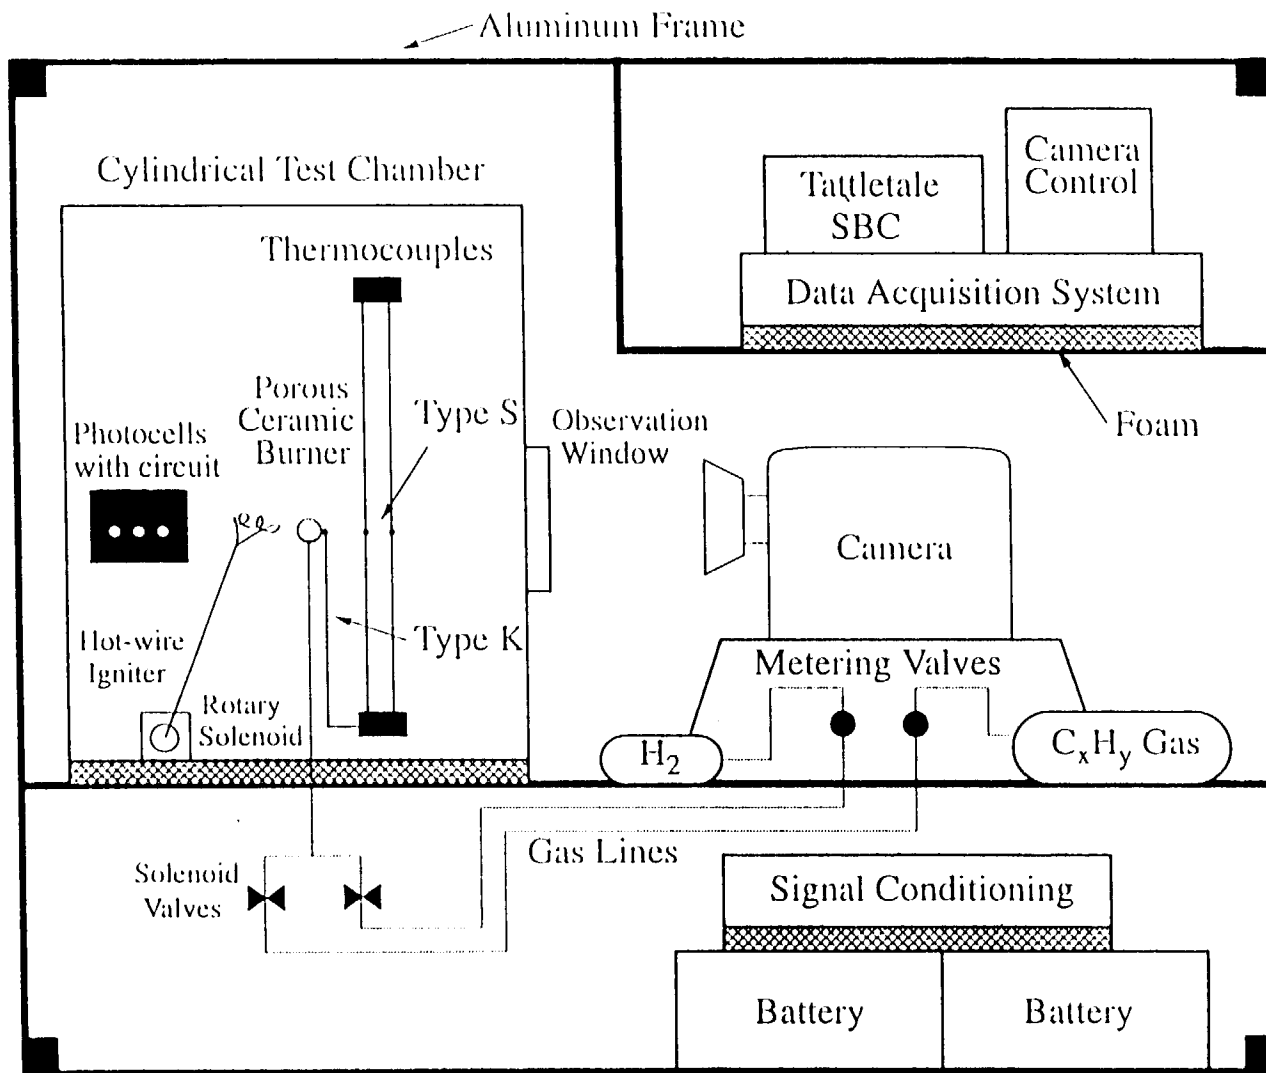 Aluminum Frame
Cylindrical Test Chamber
Thermocouples
Porous
Ceramic
Burner
Type S
Photocells
with circuit
Observation
Window
Hot-wire
Igniter
Type K
Rotary
Solenoid
Tattletale
SBC
Camera
Control
Data Acquisition System
Foam
Camera
Metering Valves
H2
CxHy Gas
Gas Lines
Solenoid
Valves
Signal Conditioning
Battery
Battery